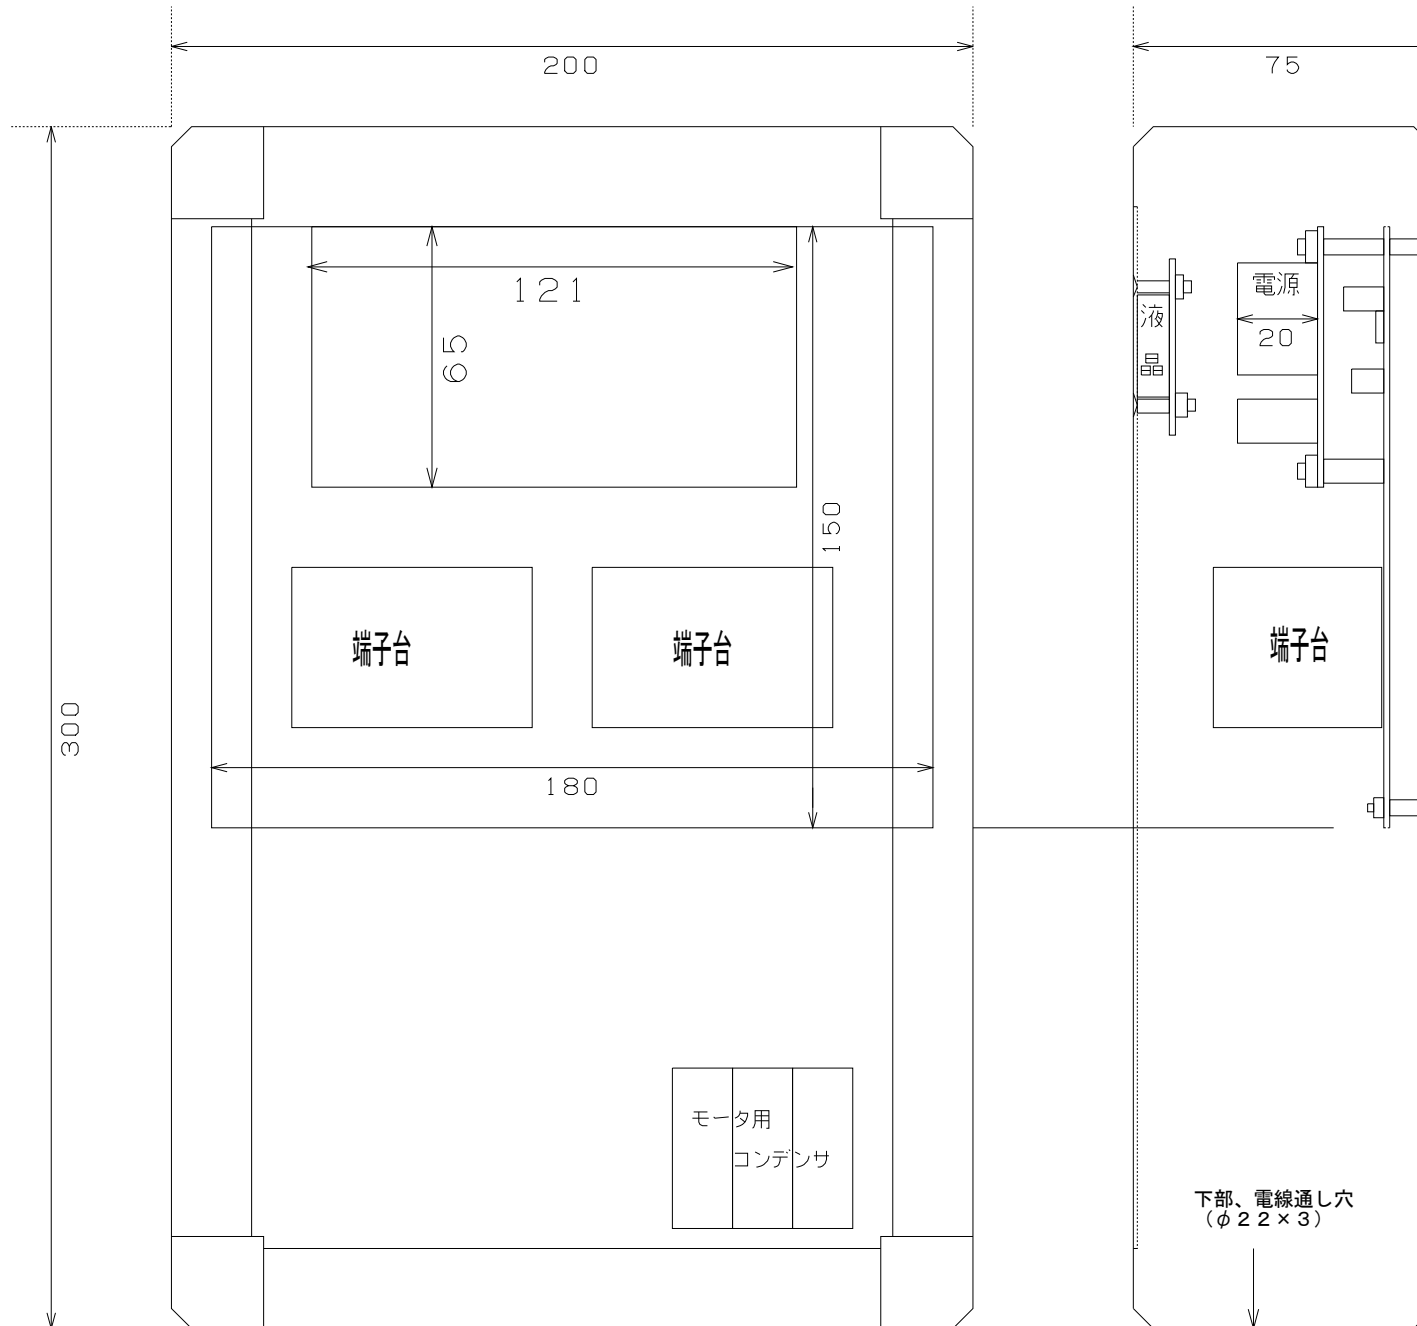 200
75
121
65
電源
液
晶
20
150
端子台
端子台
端子台
300
180
モータ用
コンデンサ
下部、電線通し穴
（φ２２×３）